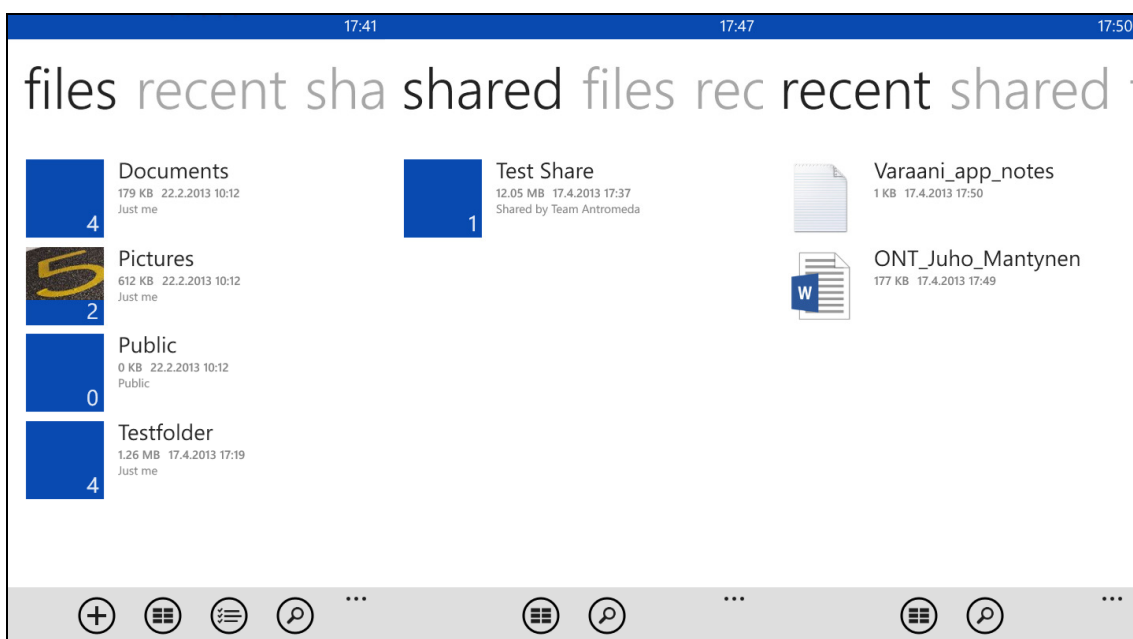 17:41
files recent sha
Documents
179 KB 22.2.2013 10:12
Just me
4
Pictures
612 KB 22.2.2013 10:12
Just me
5
2
Public
0 KB 22.2.2013 10:12
Public
0
Testfolder
1.26 MB 17.4.2013 17:19
Just me
4
...
17:47
shared files rec
Test Share
12.05 MB 17.4.2013 17:37
Shared by Team Antromeda
1
...
17:50
recent shared
Varaani_app_notes
1 KB 17.4.2013 17:50
ONT_Juho_Mantynen
177 KB 17.4.2013 17:49
W
...